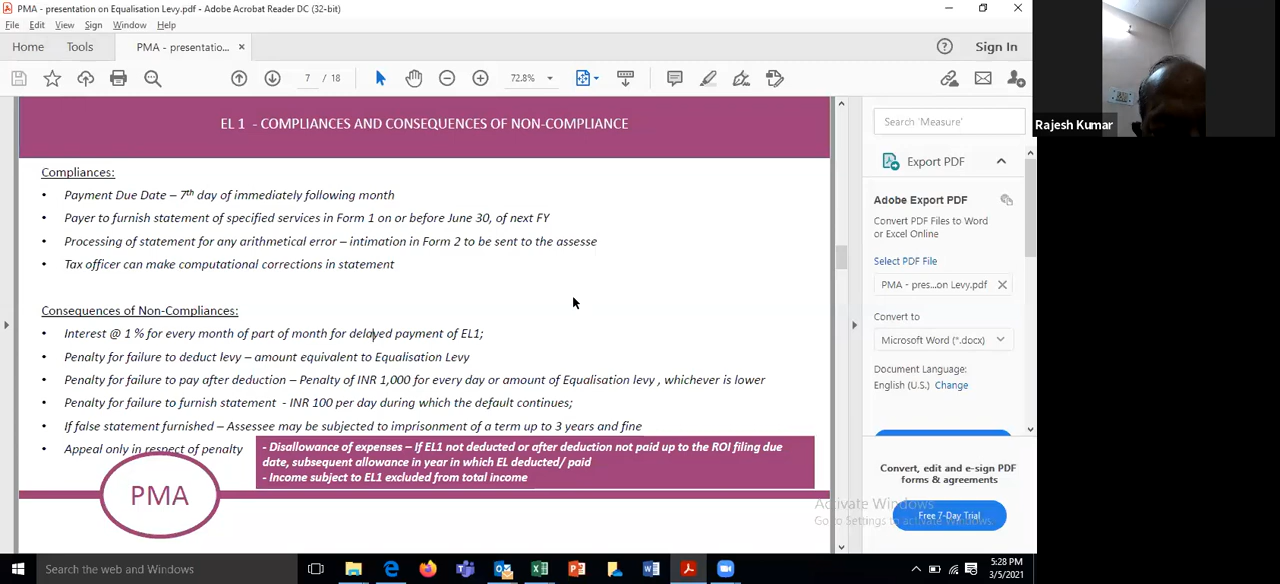 PMA - presentation on Equalisation Levy.pdf - Adobe Acrobat Reader DC (32-bit)
File Edit View Sign Window Help
Home Tools PMA - presentatio... × Sign In
7 / 18 72.8%
EL 1 - COMPLIANCES AND CONSEQUENCES OF NON-COMPLIANCE
Compliances:
• Payment Due Date – 7th day of immediately following month
• Payer to furnish statement of specified services in Form 1 on or before June 30, of next FY
• Processing of statement for any arithmetical error – intimation in Form 2 to be sent to the assesse
• Tax officer can make computational corrections in statement
Consequences of Non-Compliances:
• Interest @ 1 % for every month of part of month for delayed payment of EL1;
• Penalty for failure to deduct levy – amount equivalent to Equalisation Levy
• Penalty for failure to pay after deduction – Penalty of INR 1,000 for every day or amount of Equalisation levy , whichever is lower
• Penalty for failure to furnish statement - INR 100 per day during which the default continues;
• If false statement furnished – Assessee may be subjected to imprisonment of a term up to 3 years and fine
• Appeal only in respect of penalty
- Disallowance of expenses – If EL1 not deducted or after deduction not paid up to the ROI filing due
date, subsequent allowance in year in which EL deducted/ paid
- Income subject to EL1 excluded from total income
PMA
Search 'Measure'
Export PDF
Adobe Export PDF
Convert PDF Files to Word
or Excel Online
Select PDF File
PMA - pres...on Levy.pdf
Convert to
Microsoft Word (*.docx)
Document Language:
English (U.S.) Change
Convert, edit and e-sign PDF
forms & agreements
Free 7-Day Trial
Activate Windows
Go to Settings to activate Windows.
Rajesh Kumar
Search the web and Windows
5:28 PM
3/5/2021